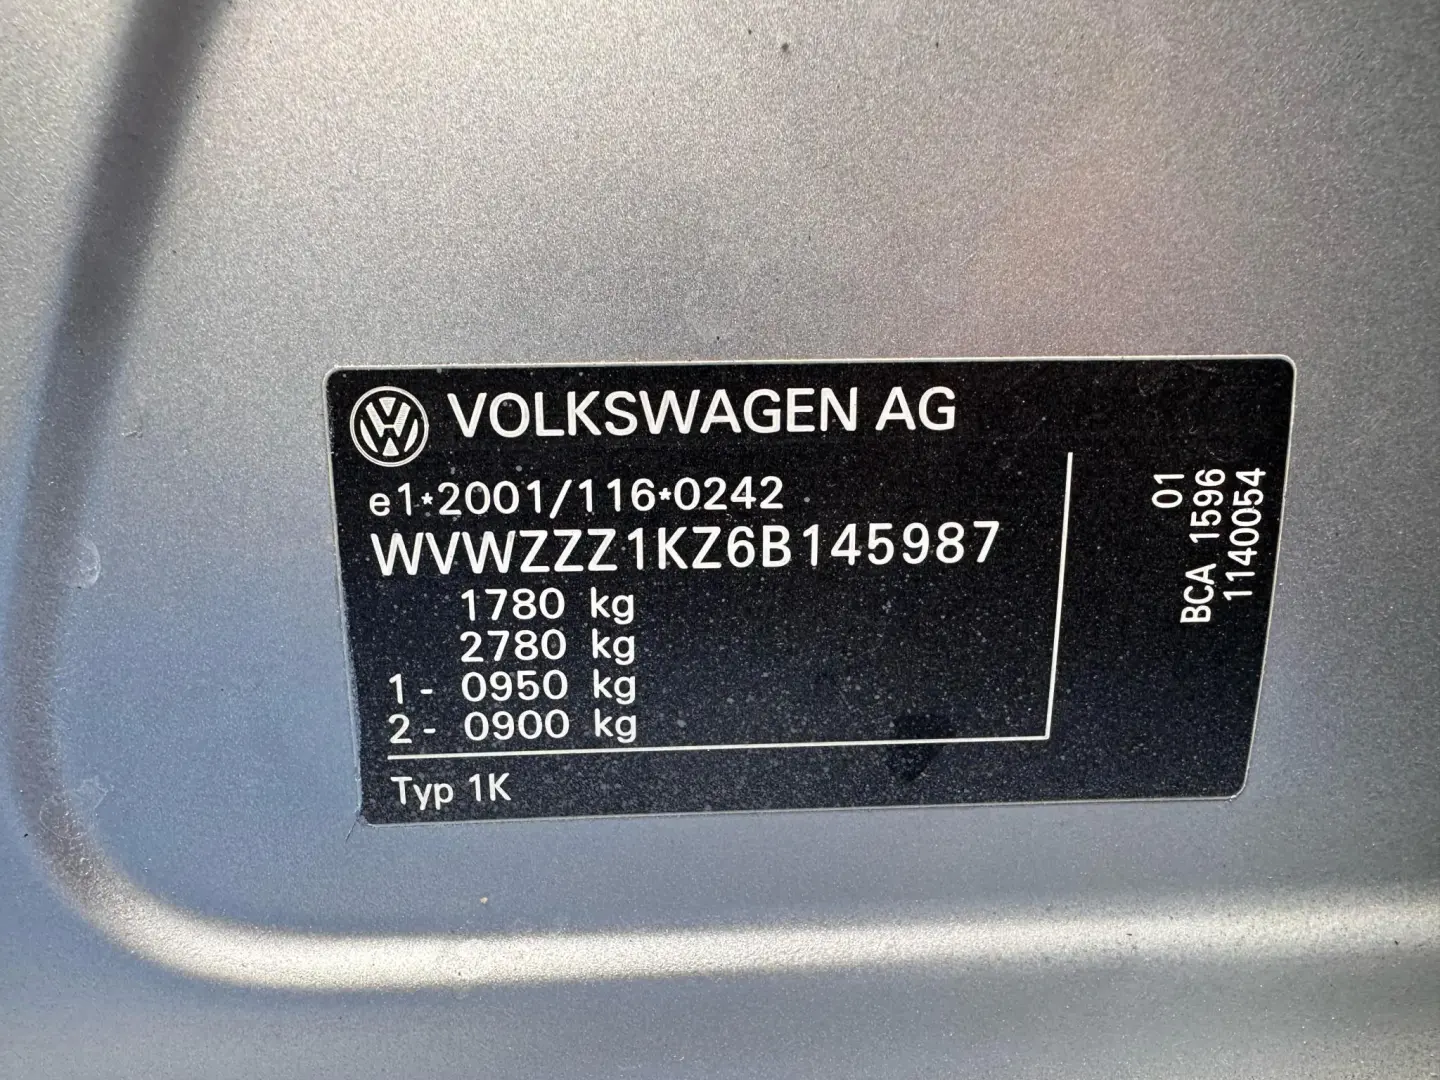 VOLKSWAGEN AG
e1*2001/116*0242
WVWZZZ1KZ6B145987
1780 kg
2780 kg
1- 0950 kg
2- 0900 kg
Typ 1K
01
BCA 1596
1140054